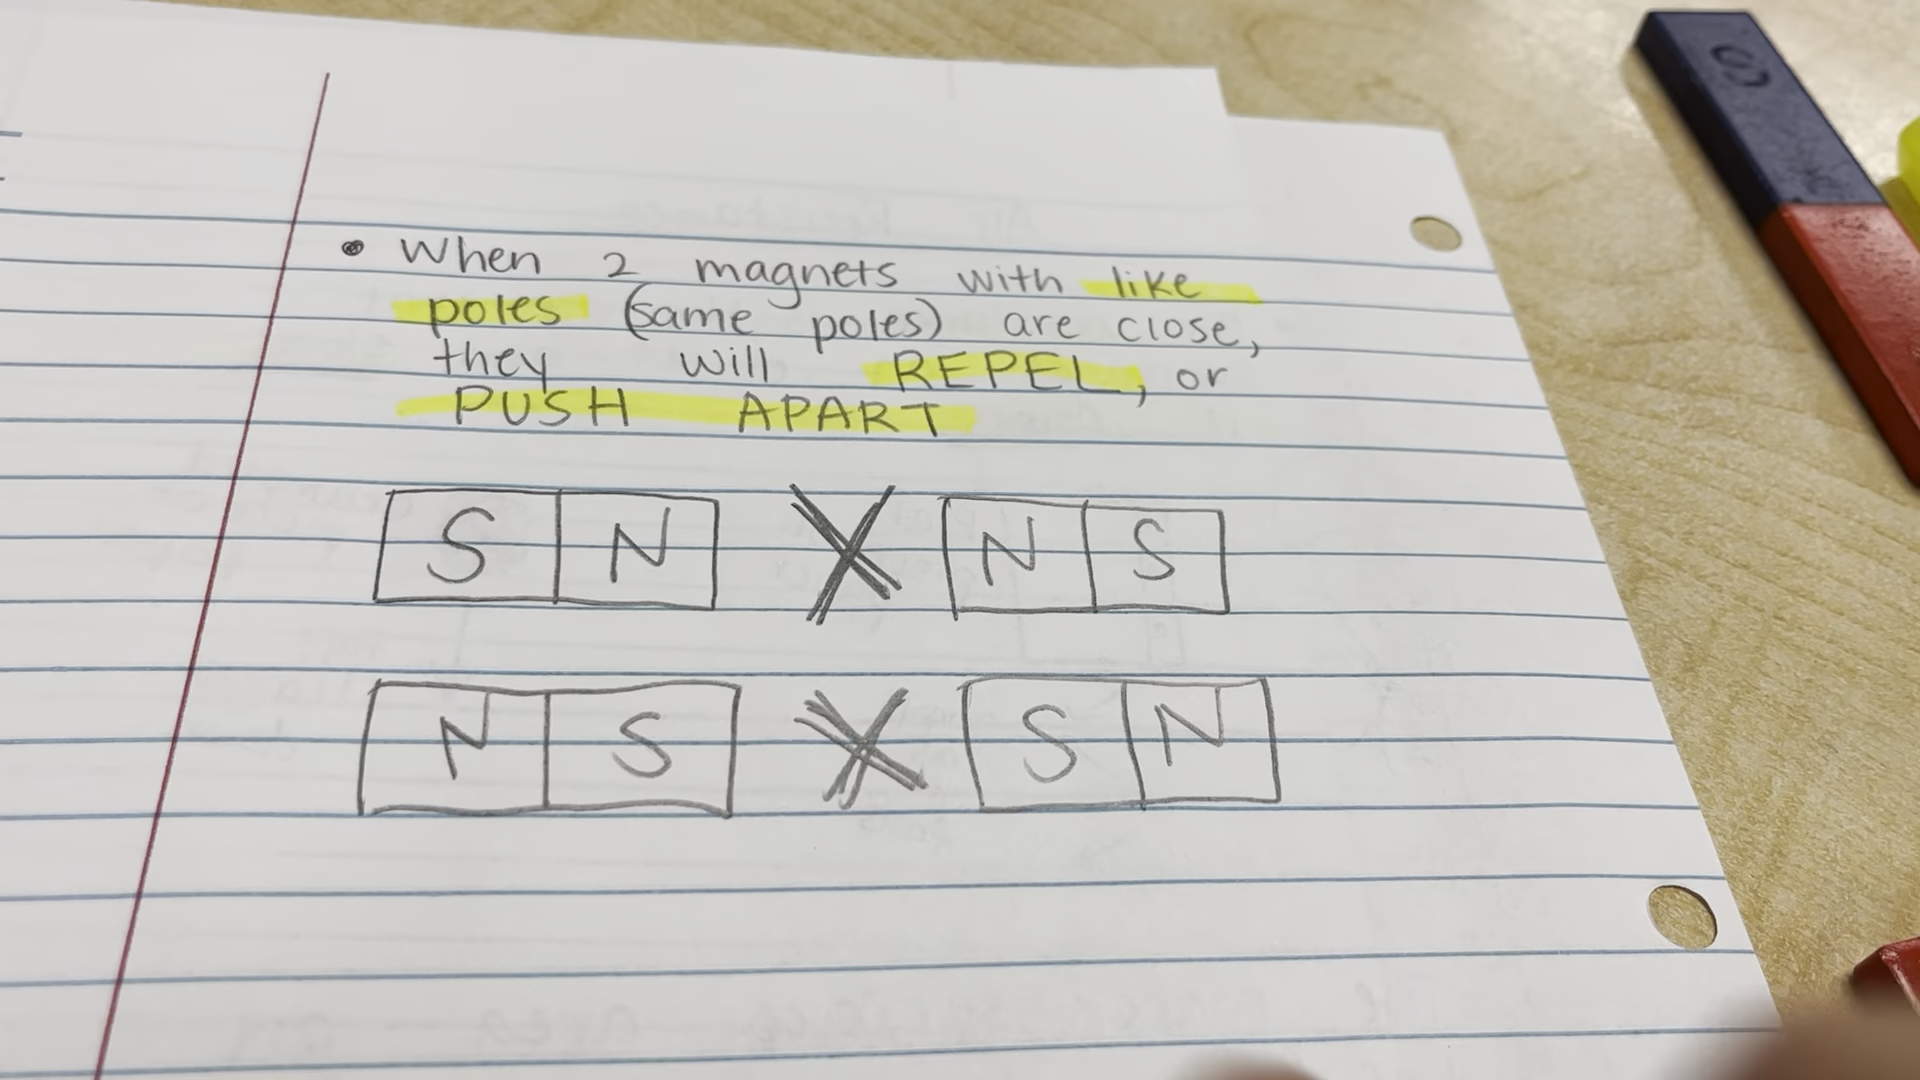 • When 2 magnets with like
poles (same poles) are close,
they will REPEL, or
PUSH APART
S N X N S
N S X S N
S